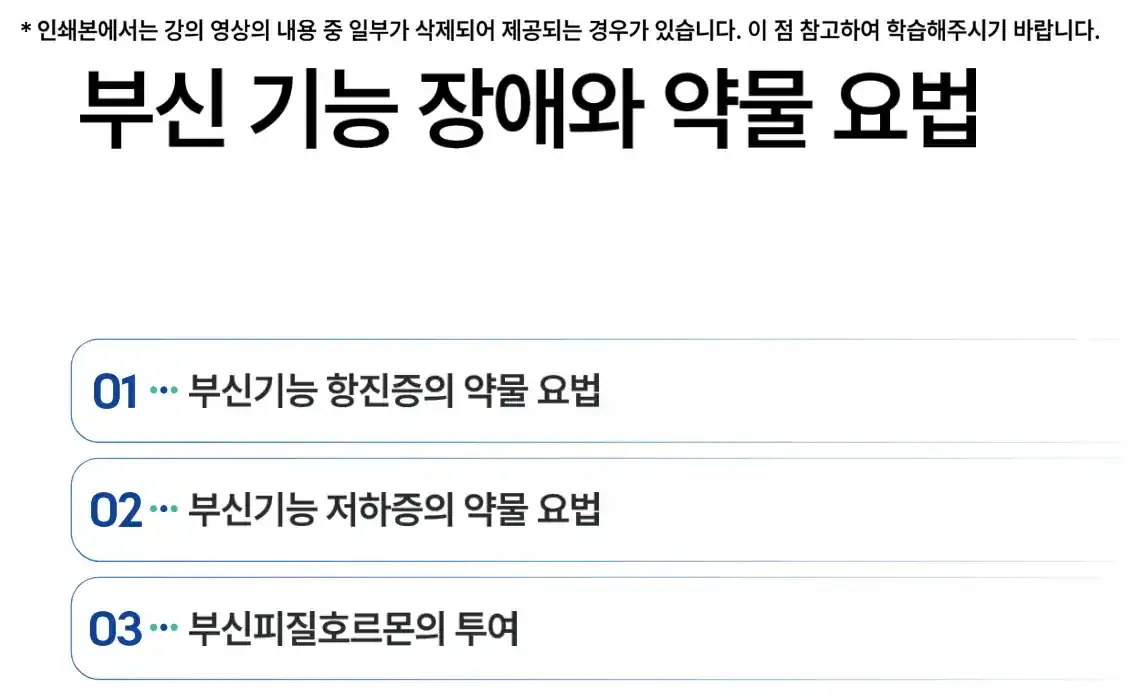 * 인쇄본에서는 강의 영상의 내용 중 일부가 삭제되어 제공되는 경우가 있습니다. 이 점 참고하여 학습해주시기 바랍니다.
부신 기능 장애와 약물 요법
01 ··· 부신기능 항진증의 약물 요법
02 ··· 부신기능 저하증의 약물 요법
03 ··· 부신피질호르몬의 투여